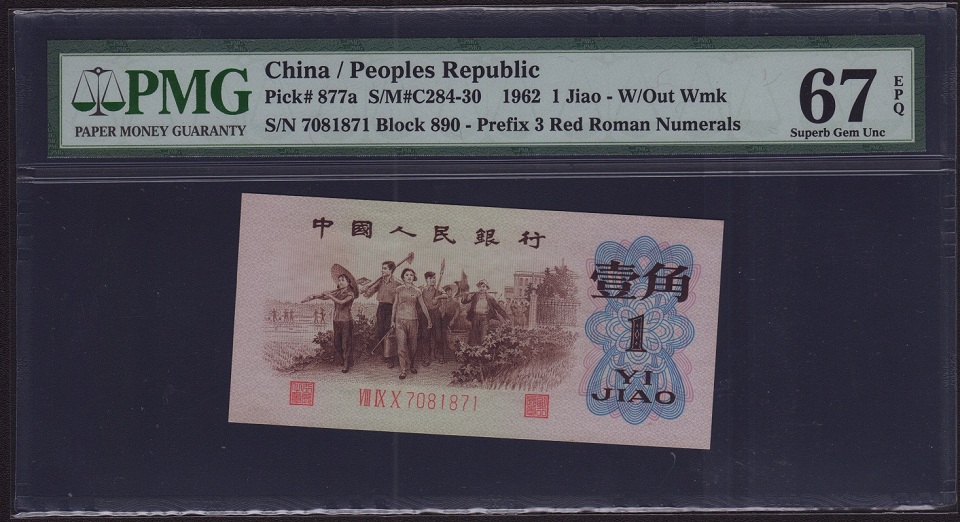 PMG
PAPER MONEY GUARANTY
China / Peoples Republic
Pick# 877a S/M#C284-30 1962 1 Jiao - W/Out Wmk
S/N 7081871 Block 890 - Prefix 3 Red Roman Numerals
67
EPQ
Superb Gem Unc
中國人民銀行
壹角
1
YI
JIAO
VIII IX X 7081871